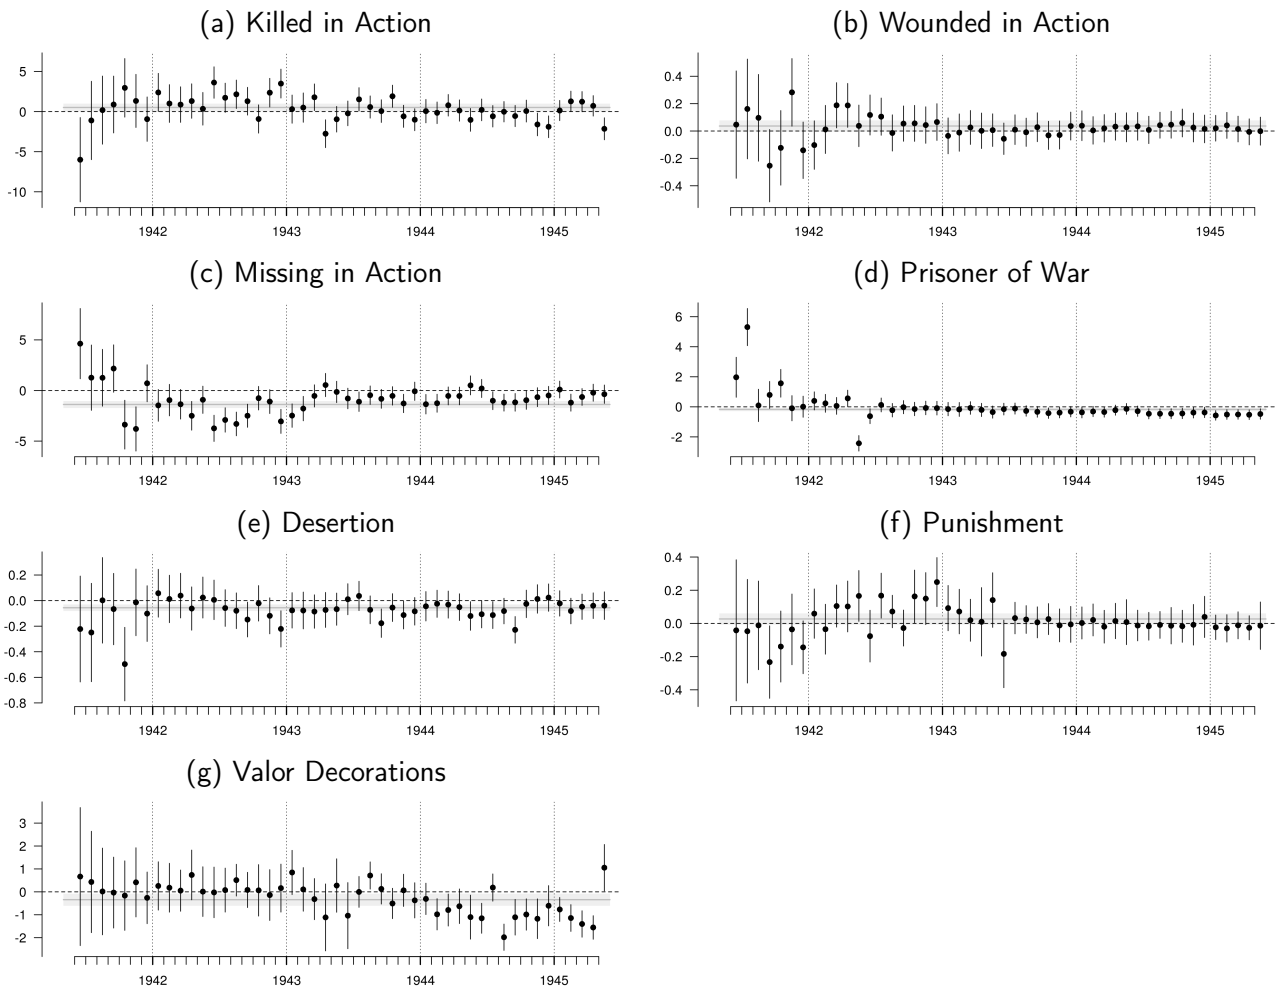 (a) Killed in Action
5
0
-5
-10
1942 1943 1944 1945
(b) Wounded in Action
0.4
0.2
0.0
-0.2
-0.4
1942 1943 1944 1945
(c) Missing in Action
5
0
-5
1942 1943 1944 1945
(d) Prisoner of War
6
4
2
0
-2
1942 1943 1944 1945
(e) Desertion
0.2
0.0
-0.2
-0.4
-0.6
-0.8
1942 1943 1944 1945
(f) Punishment
0.4
0.2
0.0
-0.2
-0.4
1942 1943 1944 1945
(g) Valor Decorations
3
2
1
0
-1
-2
1942 1943 1944 1945